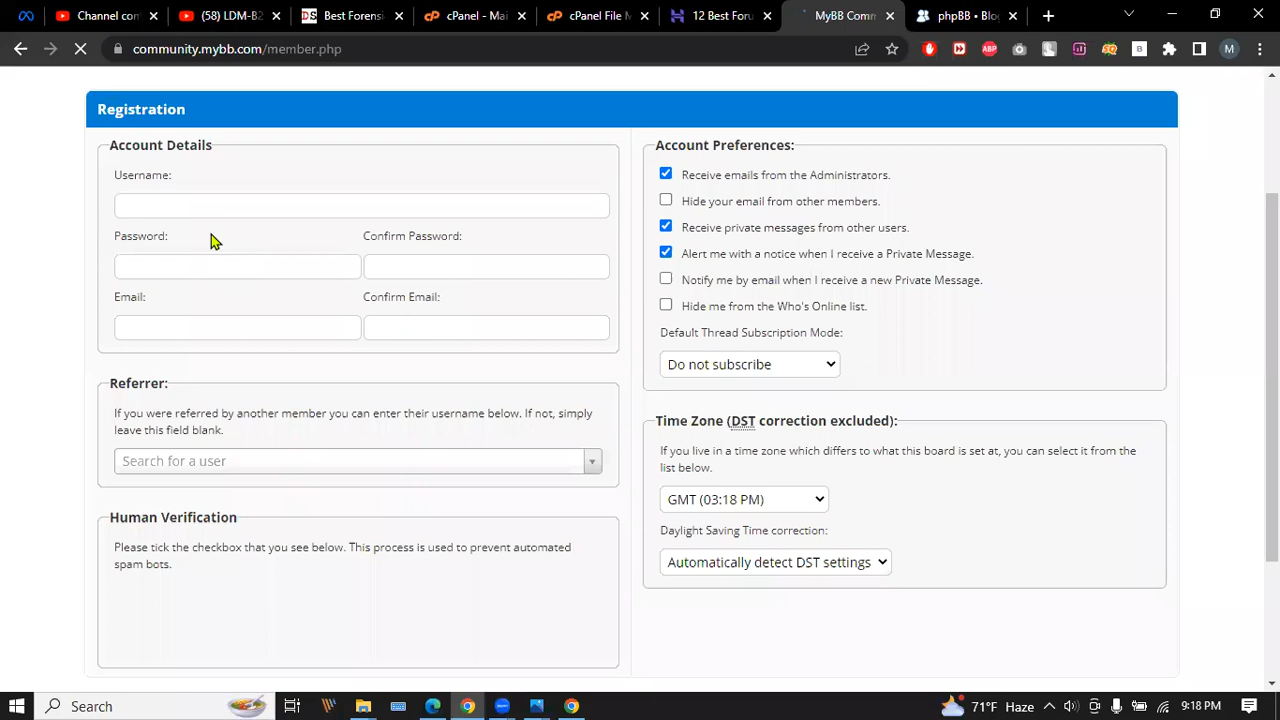 Channel com
(58) LDM-B2
DS
Best Forensi
cPanel - Mai
cPanel File M
12 Best Foru
MyBB Comm
phpBB • Blog
community.mybb.com/member.php
ABP
B
M
Registration
Account Details
Username:
Password:
Confirm Password:
Email:
Confirm Email:
Referrer:
If you were referred by another member you can enter their username below. If not, simply
leave this field blank.
Search for a user
Human Verification
Please tick the checkbox that you see below. This process is used to prevent automated
spam bots.
Account Preferences:
Receive emails from the Administrators.
Hide your email from other members.
Receive private messages from other users.
Alert me with a notice when I receive a Private Message.
Notify me by email when I receive a new Private Message.
Hide me from the Who's Online list.
Default Thread Subscription Mode:
Do not subscribe
Time Zone (DST correction excluded):
If you live in a time zone which differs to what this board is set at, you can select it from the
list below.
GMT (03:18 PM)
Daylight Saving Time correction:
Automatically detect DST settings
Search
71°F Haze
9:18 PM